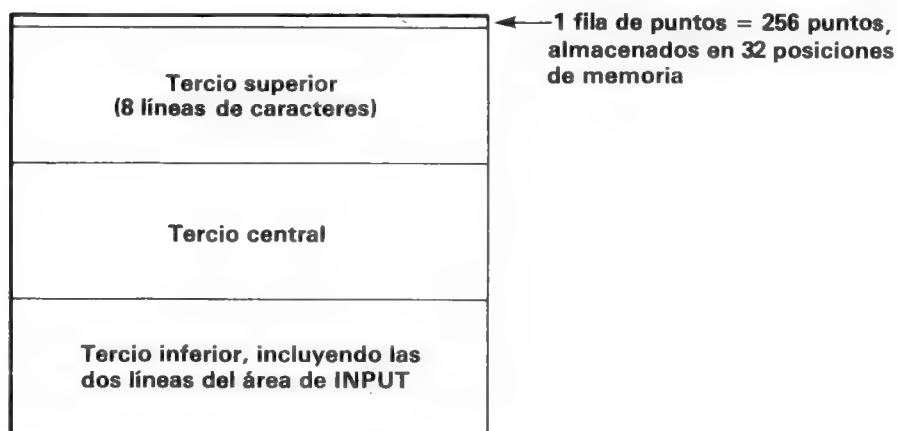 1 fila de puntos = 256 puntos,
almacenados en 32 posiciones
de memoria
Tercio superior
(8 líneas de caracteres)
Tercio central
Tercio inferior, incluyendo las
dos líneas del área de INPUT